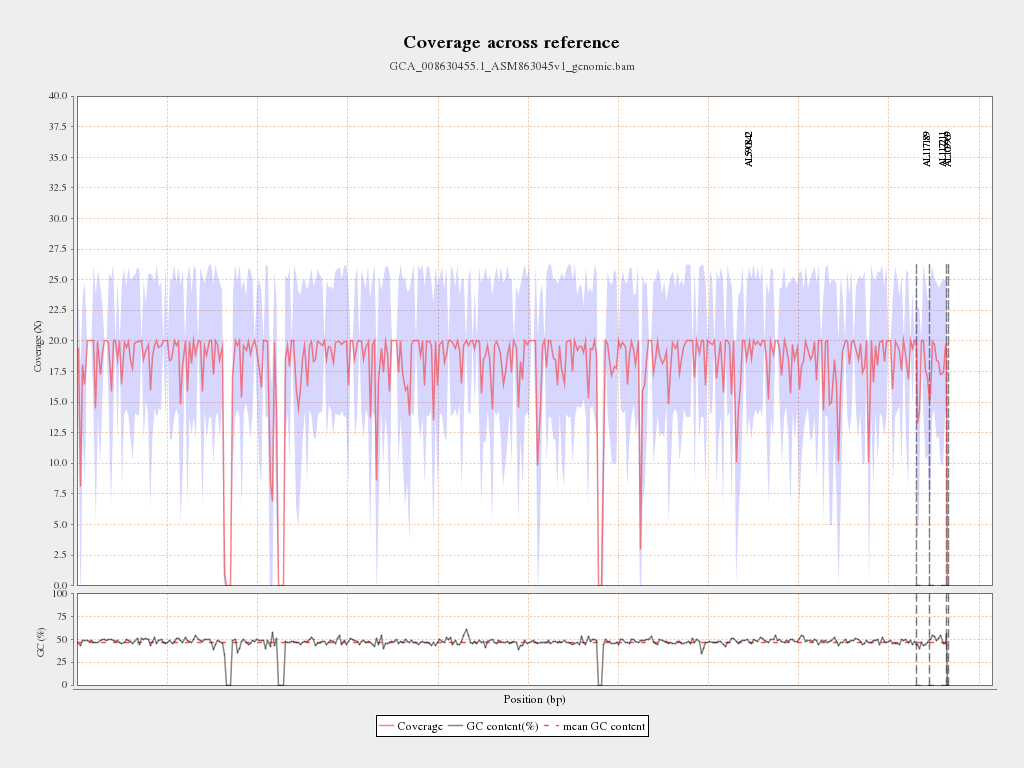 Coverage across reference
GCA_008630455.1_ASM863045v1_genomic.bam
40.0
37.5
35.0
32.5
30.0
27.5
25.0
22.5
20.0
17.5
15.0
12.5
10.0
7.5
5.0
2.5
0.0
Coverage (X)
AL590842
AL117189
AL117211
AL109969
100
75
50
25
0
GC (%)
Position (bp)
Coverage GC content(%) mean GC content